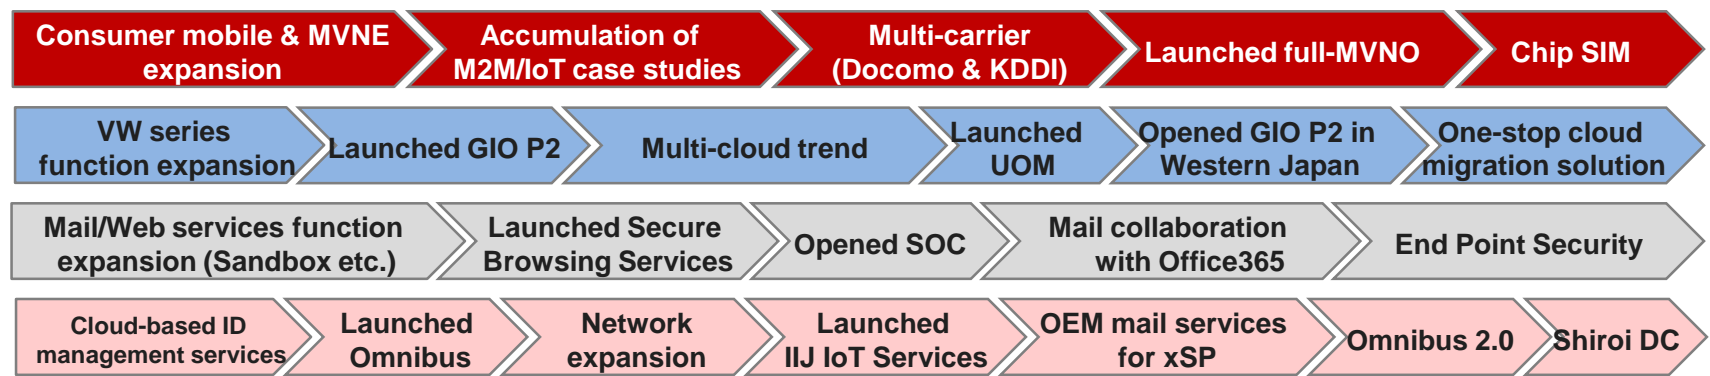 Consumer mobile & MVNE
expansion
Accumulation of
M2M/IoT case studies
Multi-carrier
(Docomo & KDDI)
Launched full-MVNO
Chip SIM
VW series
function expansion
Launched GIO P2
Multi-cloud trend
Launched
UOM
Opened GIO P2 in
Western Japan
One-stop cloud
migration solution
Mail/Web services function
expansion (Sandbox etc.)
Launched Secure
Browsing Services
Opened SOC
Mail collaboration
with Office365
End Point Security
Cloud-based ID
management services
Launched
Omnibus
Network
expansion
Launched
IIJ IoT Services
OEM mail services
for xSP
Omnibus 2.0
Shiroi DC